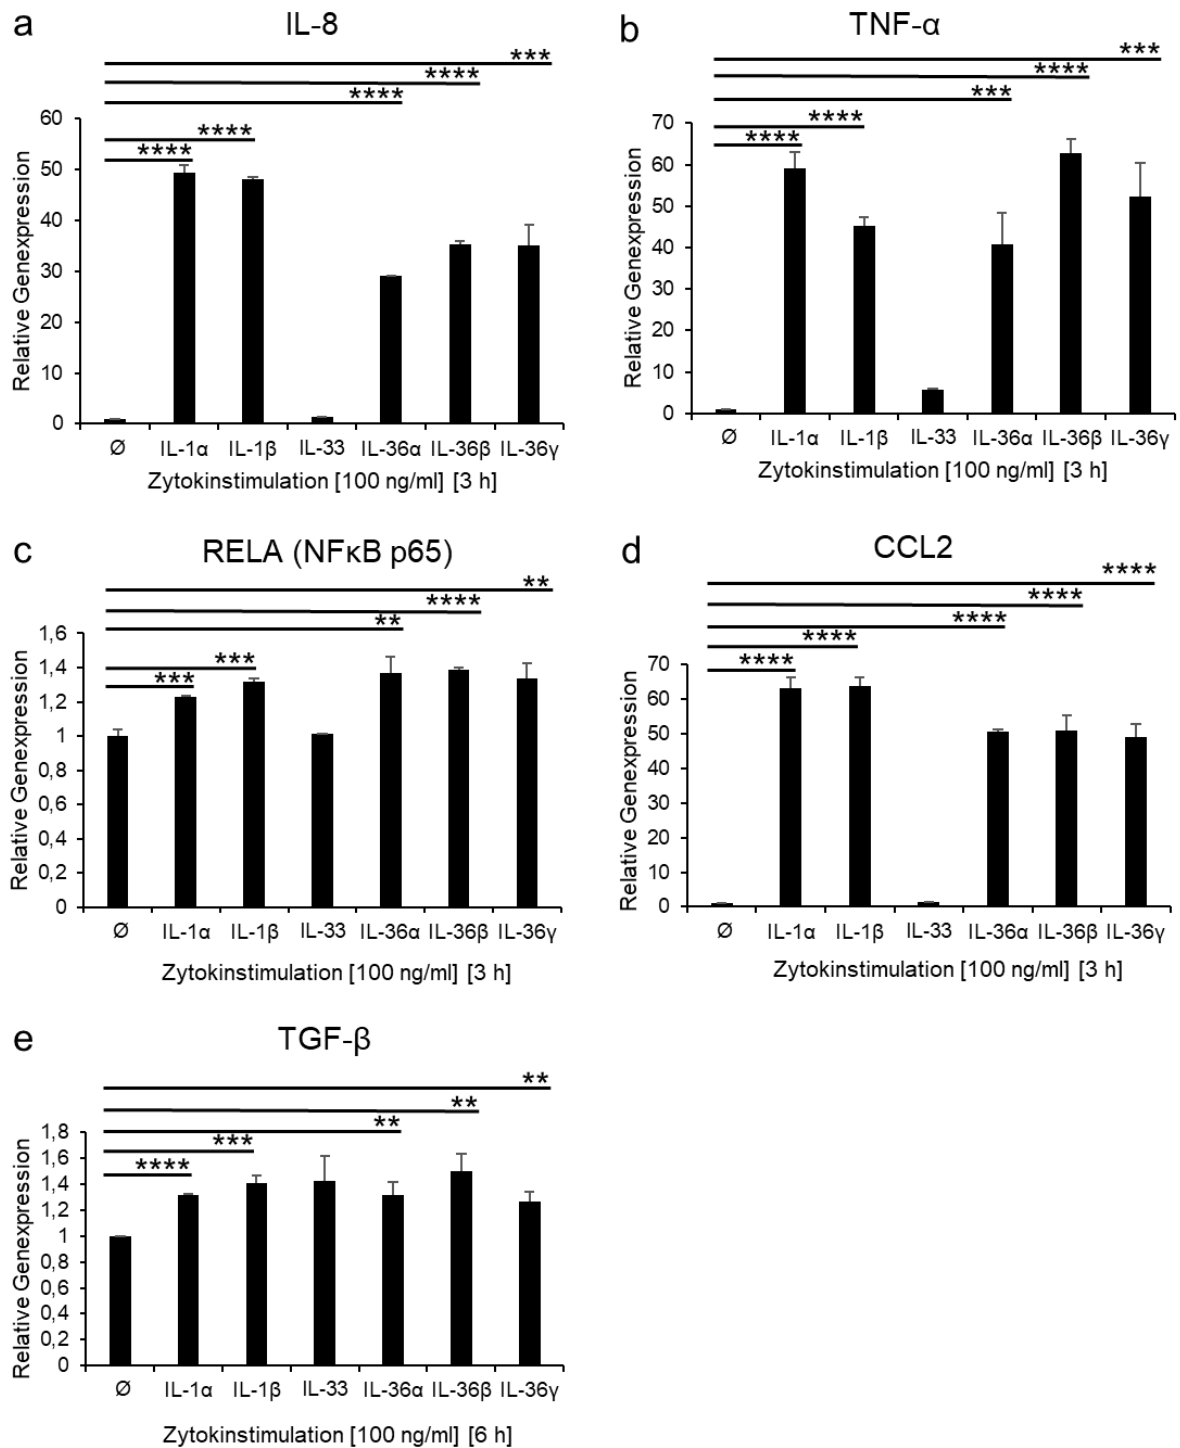 a
IL-8
***
****
****
****
****
60
50
40
30
20
10
0
Relative Genexpression
Ø IL-1α IL-1β IL-33 IL-36α IL-36β IL-36γ
Zytokinstimulation [100 ng/ml] [3 h]
b
TNF-α
***
****
***
****
****
70
60
50
40
30
20
10
0
Relative Genexpression
Ø IL-1α IL-1β IL-33 IL-36α IL-36β IL-36γ
Zytokinstimulation [100 ng/ml] [3 h]
c
RELA (NFκB p65)
**
****
**
***
***
1,6
1,4
1,2
1
0,8
0,6
0,4
0,2
0
Relative Genexpression
Ø IL-1α IL-1β IL-33 IL-36α IL-36β IL-36γ
Zytokinstimulation [100 ng/ml] [3 h]
d
CCL2
****
****
****
****
****
70
60
50
40
30
20
10
0
Relative Genexpression
Ø IL-1α IL-1β IL-33 IL-36α IL-36β IL-36γ
Zytokinstimulation [100 ng/ml] [3 h]
e
TGF-β
**
**
**
***
****
1,8
1,6
1,4
1,2
1
0,8
0,6
0,4
0,2
0
Relative Genexpression
Ø IL-1α IL-1β IL-33 IL-36α IL-36β IL-36γ
Zytokinstimulation [100 ng/ml] [6 h]